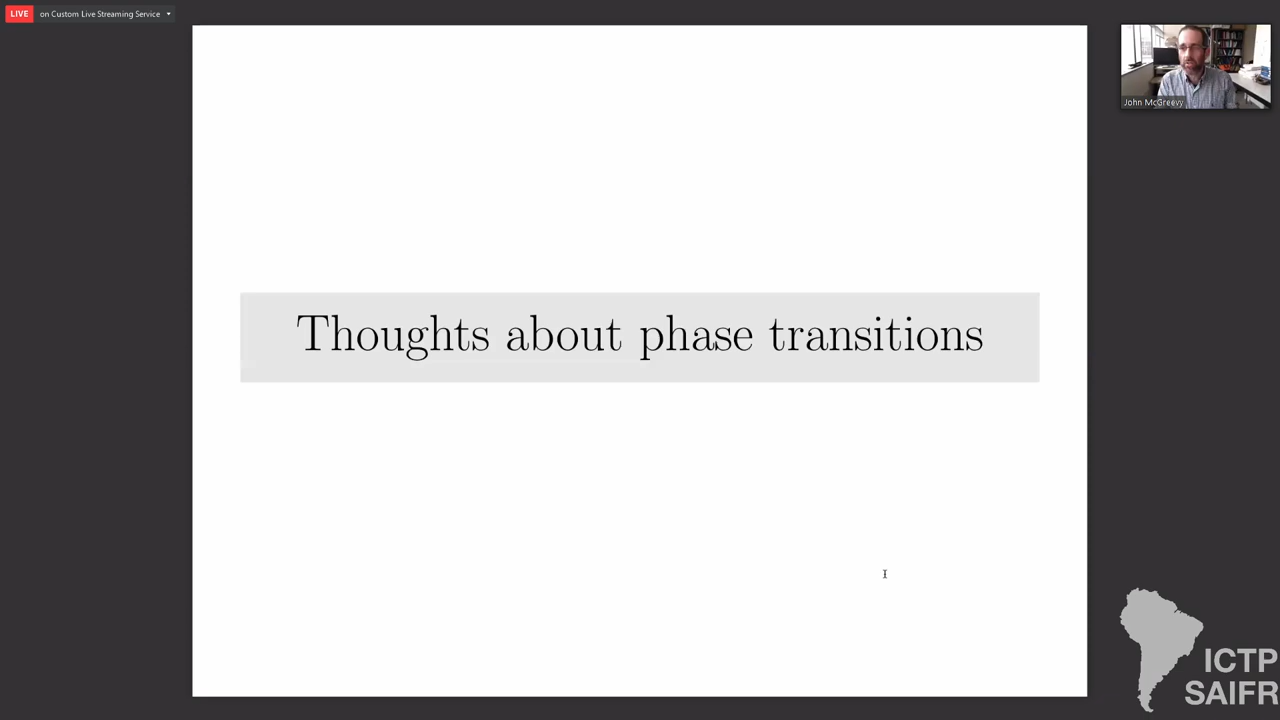 LIVE on Custom Live Streaming Service
John McGreevy
Thoughts about phase transitions
ICTP
SAIFR